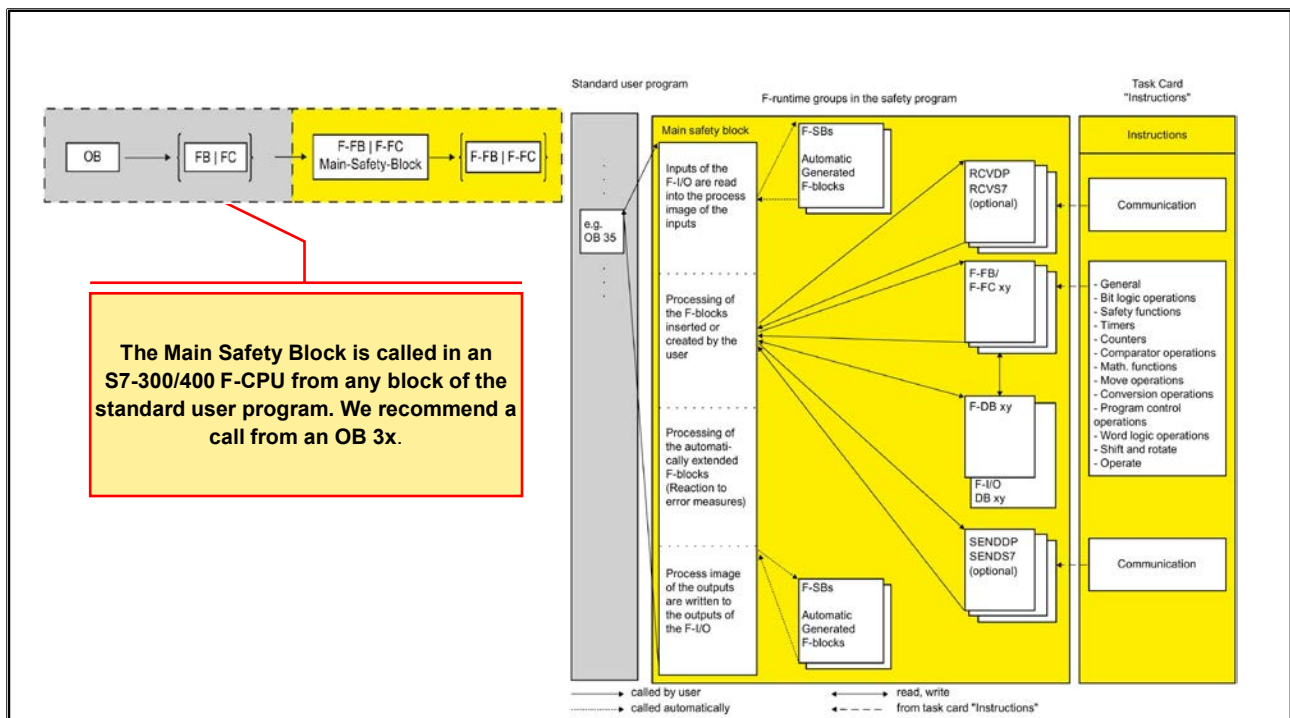 OB
FB | FC
F-FB | F-FC
Main-Safety-Block
F-FB | F-FC
The Main Safety Block is called in an
S7-300/400 F-CPU from any block of the
standard user program. We recommend a
call from an OB 3x.
Standard user program
F-runtime groups in the safety program
Task Card
"Instructions"
e.g.
OB 35
Main safety block
Inputs of the
F-I/O are read
into the process
image of the
inputs
Processing of
the F-blocks
inserted or
created by the
user
Processing of
the automati-
cally extended
F-blocks
(Reaction to
error measures)
Process image
of the outputs
are written to
the outputs of
the F-I/O
F-SBs
Automatic
Generated
F-blocks
F-SBs
Automatic
Generated
F-blocks
RCVDP
RCVS7
(optional)
F-FB/
F-FC xy
F-DB xy
F-I/O
DB xy
SENDDP
SENDS7
(optional)
Instructions
Communication
- General
- Bit logic operations
- Safety functions
- Timers
- Counters
- Comparator operations
- Math. functions
- Move operations
- Conversion operations
- Program control
operations
- Word logic operations
- Shift and rotate
- Operate
Communication
called by user
called automatically
read, write
from task card "Instructions"